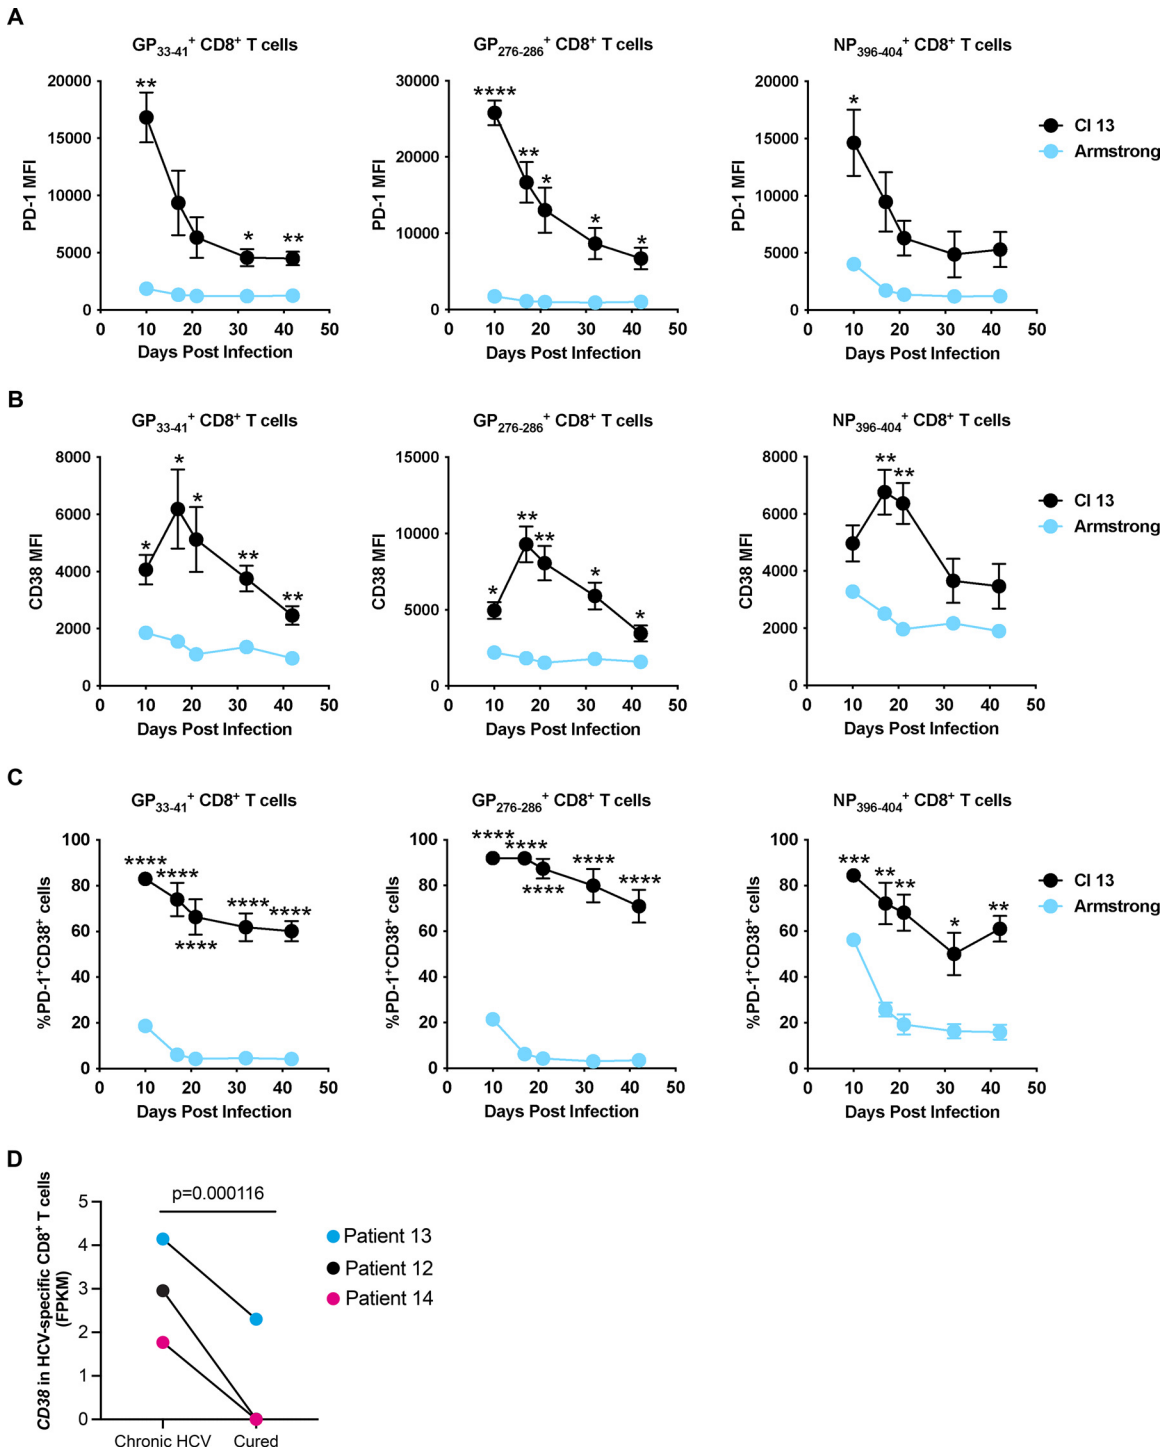 A
GP33-41+ CD8+ T cells
GP276-286+ CD8+ T cells
NP396-404+ CD8+ T cells
PD-1 MFI
20000
15000
10000
5000
0
**
*
**
0 10 20 30 40 50
Days Post Infection
PD-1 MFI
30000
20000
10000
0
****
**
*
*
*
0 10 20 30 40 50
Days Post Infection
PD-1 MFI
20000
15000
10000
5000
0
*
0 10 20 30 40 50
Days Post Infection
Cl 13
Armstrong
B
GP33-41+ CD8+ T cells
GP276-286+ CD8+ T cells
NP396-404+ CD8+ T cells
CD38 MFI
8000
6000
4000
2000
0
*
*
*
**
**
0 10 20 30 40 50
Days Post Infection
CD38 MFI
15000
10000
5000
0
*
**
**
*
*
0 10 20 30 40 50
Days Post Infection
CD38 MFI
8000
6000
4000
2000
0
**
**
0 10 20 30 40 50
Days Post Infection
Cl 13
Armstrong
C
GP33-41+ CD8+ T cells
GP276-286+ CD8+ T cells
NP396-404+ CD8+ T cells
%PD-1+CD38+ cells
100
80
60
40
20
0
****
****
****
****
****
0 10 20 30 40 50
Days Post Infection
%PD-1+CD38+ cells
100
80
60
40
20
0
****
****
****
****
****
0 10 20 30 40 50
Days Post Infection
%PD-1+CD38+ cells
100
80
60
40
20
0
***
**
**
*
**
0 10 20 30 40 50
Days Post Infection
Cl 13
Armstrong
D
CD38 in HCV-specific CD8+ T cells
(FPKM)
5
4
3
2
1
0
p=0.000116
Chronic HCV Cured
Patient 13
Patient 12
Patient 14